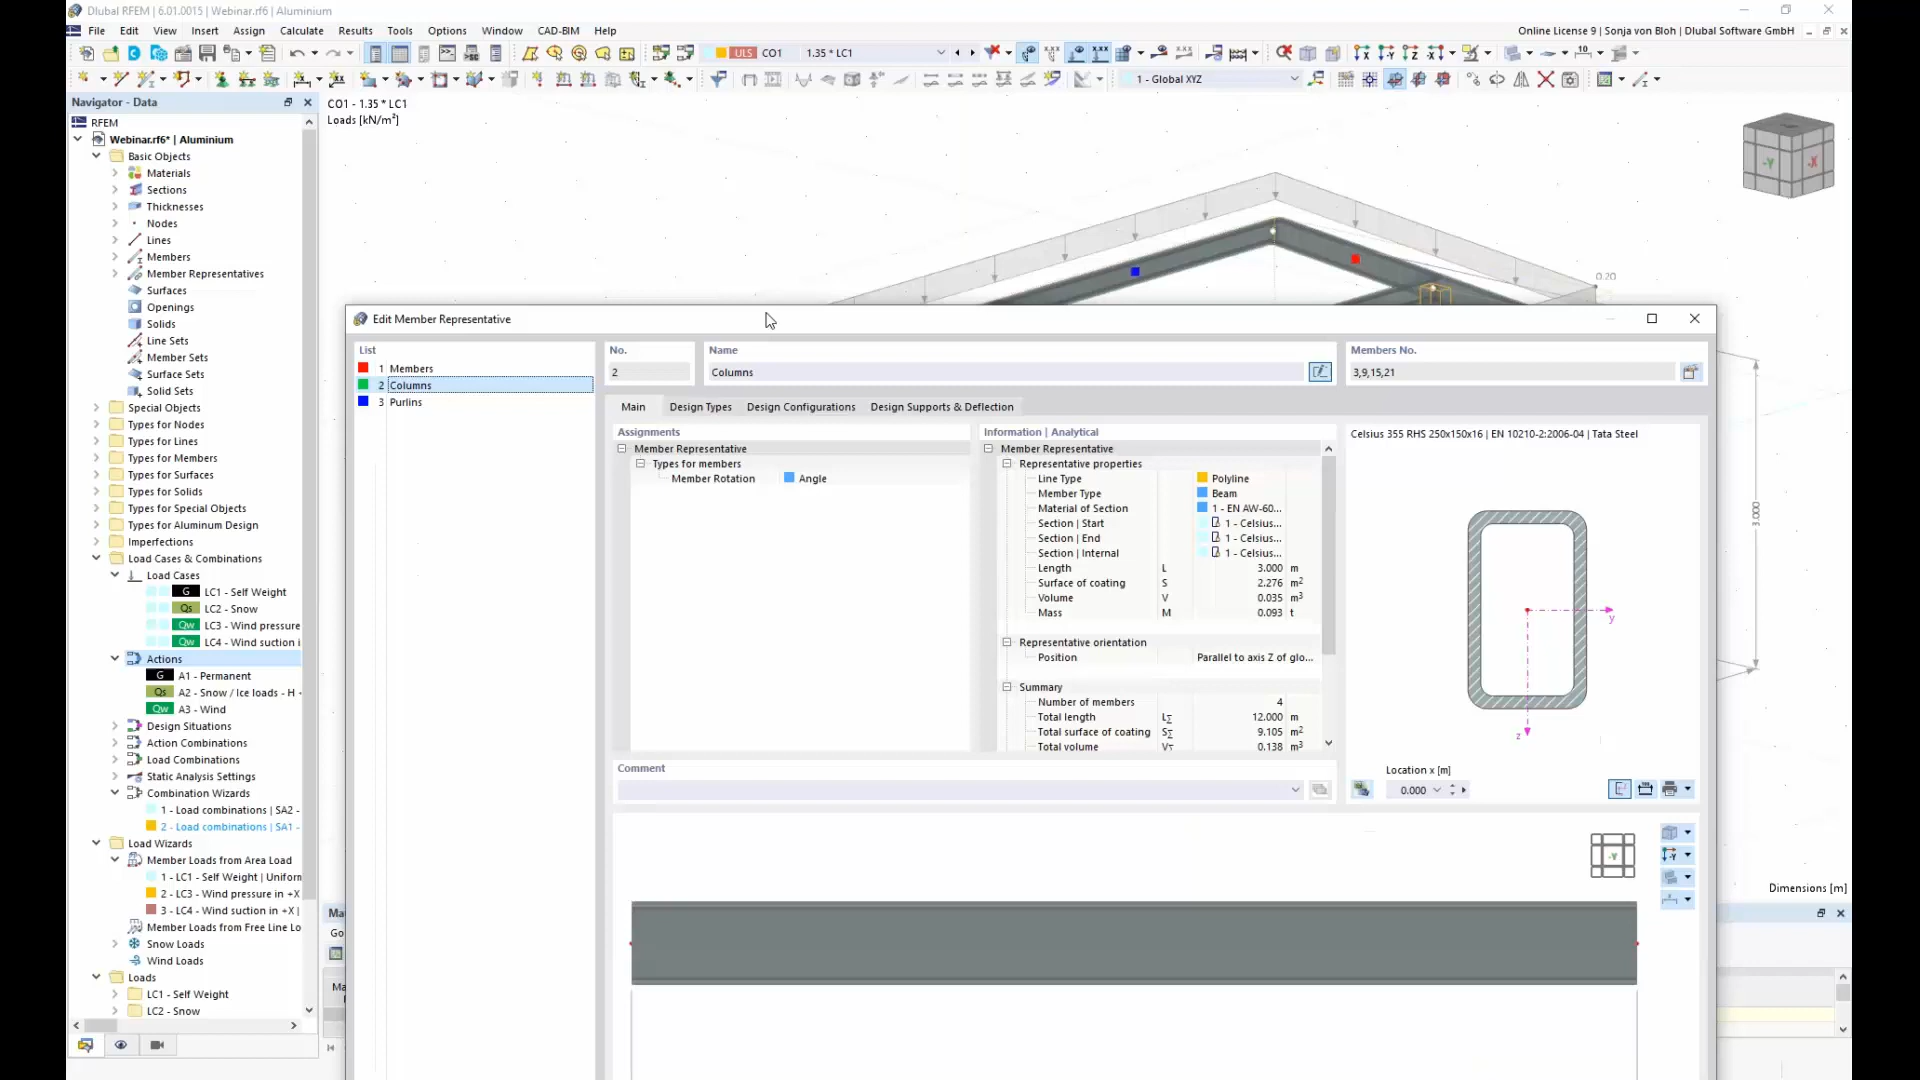 Dlubal RFEM | 6.01.0015 | Webinar.rf6* | Aluminium
File Edit View Insert Assign Calculate Results Tools Options Window CAD-BIM Help
Online License 9 | Sonja von Bloh | Dlubal Software GmbH
ULS CO1 1.35 * LC1
1 - Global XYZ
Navigator - Data
RFEM
Webinar.rf6* | Aluminium
Basic Objects
Materials
Sections
Thicknesses
Nodes
Lines
Members
Member Representatives
Surfaces
Openings
Solids
Line Sets
Member Sets
Surface Sets
Solid Sets
Special Objects
Types for Nodes
Types for Lines
Types for Members
Types for Surfaces
Types for Solids
Types for Special Objects
Types for Aluminum Design
Imperfections
Load Cases & Combinations
Load Cases
G LC1 - Self Weight
Qs LC2 - Snow
Qw LC3 - Wind pressure
Qw LC4 - Wind suction i
Actions
G A1 - Permanent
Qs A2 - Snow / Ice loads - H
Qw A3 - Wind
Design Situations
Action Combinations
Load Combinations
Static Analysis Settings
Combination Wizards
1 - Load combinations | SA2 -
2 - Load combinations | SA1 -
Load Wizards
Member Loads from Area Load
1 - LC1 - Self Weight | Uniform
2 - LC3 - Wind pressure in +X
3 - LC4 - Wind suction in +X |
Member Loads from Free Line Lo
Snow Loads
Wind Loads
Loads
LC1 - Self Weight
LC2 - Snow
CO1 - 1.35 * LC1
Loads [kN/m²]
0.20
-Y -X
3.000
Dimensions [m]
Ma
Go
Ma
Edit Member Representative
List
1 Members
2 Columns
3 Purlins
No.
2
Name
Columns
Members No.
3,9,15,21
Main Design Types Design Configurations Design Supports & Deflection
Assignments
Member Representative
Types for members
Member Rotation Angle
Information | Analytical
Member Representative
Representative properties
Line Type Polyline
Member Type Beam
Material of Section 1 - EN AW-60...
Section | Start 1 - Celsius...
Section | End 1 - Celsius...
Section | Internal 1 - Celsius...
Length L 3.000 m
Surface of coating S 2.276 m²
Volume V 0.035 m³
Mass M 0.093 t
Representative orientation
Position Parallel to axis Z of glo...
Summary
Number of members 4
Total length LΣ 12.000 m
Total surface of coating SΣ 9.105 m²
Total volume VΣ 0.138 m³
Celsius 355 RHS 250x150x16 | EN 10210-2:2006-04 | Tata Steel
y
z
Comment
Location x [m]
0.000
-Y